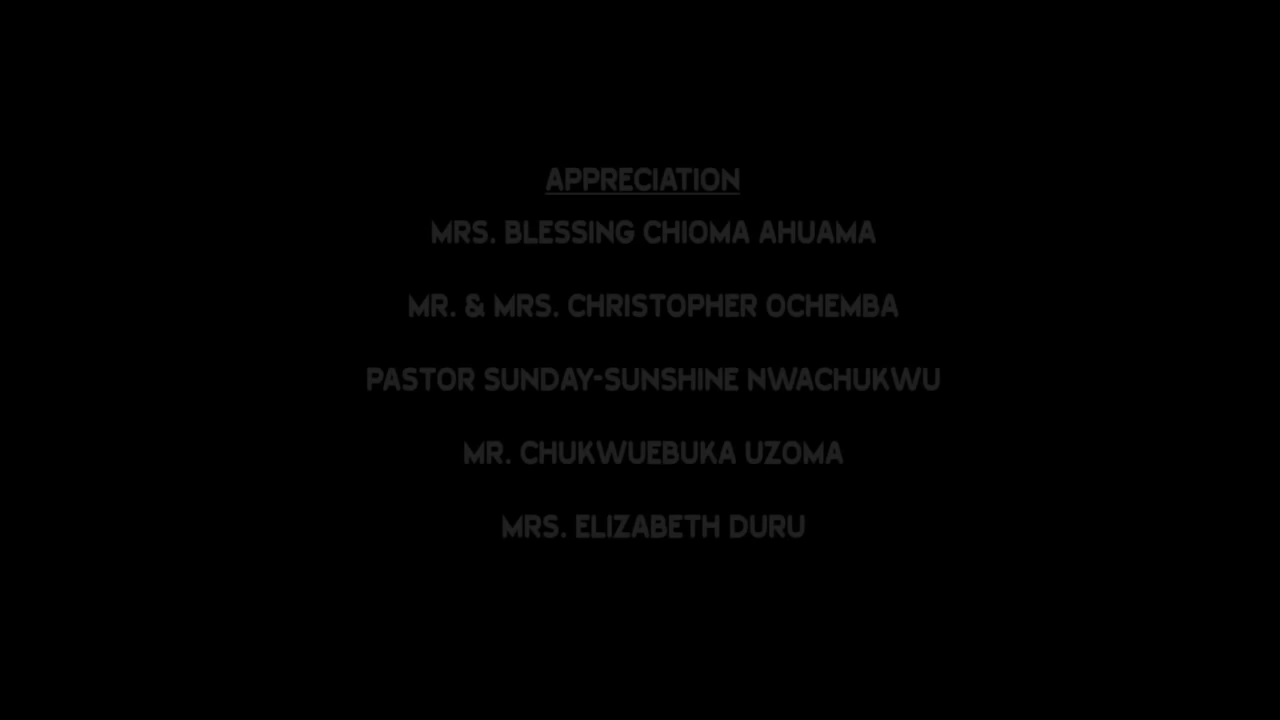 APPRECIATION
MRS. BLESSING CHIOMA AHUAMA
MR. & MRS. CHRISTOPHER OCHEMBA
PASTOR SUNDAY-SUNSHINE NWACHUKWU
MR. CHUKWUEBUKA UZOMA
MRS. ELIZABETH DURU